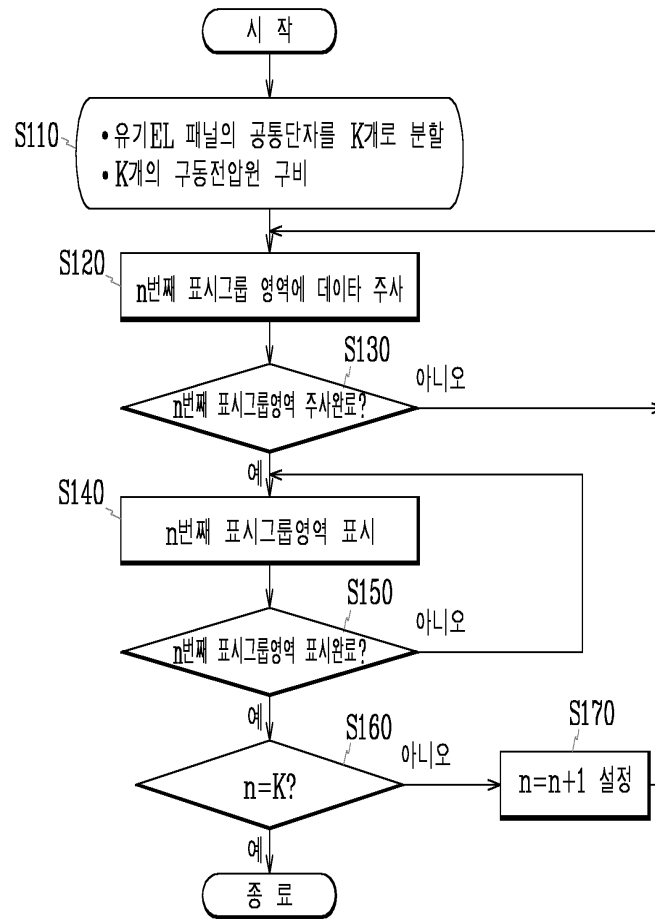 시 작
S110
• 유기EL 패널의 공통단자를 K개로 분할
• K개의 구동전압원 구비
S120
n번째 표시그룹 영역에 데이타 주사
S130
아니오
n번째 표시그룹영역 주사완료?
예
S140
n번째 표시그룹영역 표시
S150
아니오
n번째 표시그룹영역 표시완료?
예
S160
아니오
S170
n=K?
n=n+1 설정
예
종 료